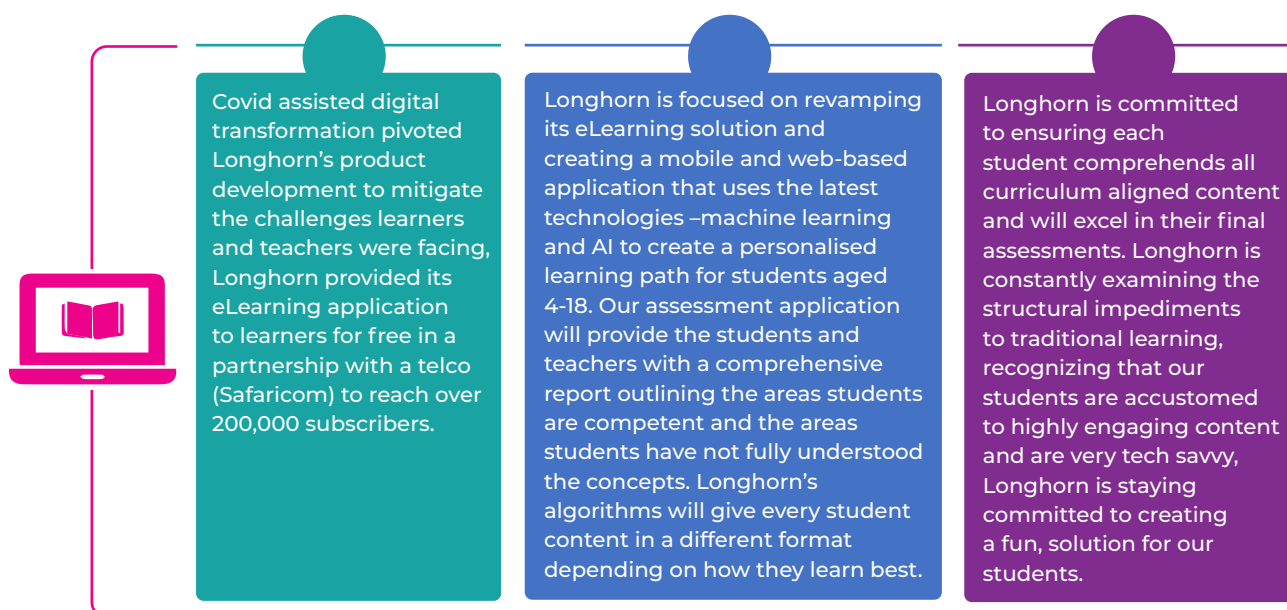 Covid assisted digital
transformation pivoted
Longhorn's product
development to mitigate
the challenges learners
and teachers were facing,
Longhorn provided its
eLearning application
to learners for free in a
partnership with a telco
(Safaricom) to reach over
200,000 subscribers.
Longhorn is focused on revamping
its eLearning solution and
creating a mobile and web-based
application that uses the latest
technologies –machine learning
and AI to create a personalised
learning path for students aged
4-18. Our assessment application
will provide the students and
teachers with a comprehensive
report outlining the areas students
are competent and the areas
students have not fully understood
the concepts. Longhorn's
algorithms will give every student
content in a different format
depending on how they learn best.
Longhorn is committed
to ensuring each
student comprehends all
curriculum aligned content
and will excel in their final
assessments. Longhorn is
constantly examining the
structural impediments
to traditional learning,
recognizing that our
students are accustomed
to highly engaging content
and are very tech savvy,
Longhorn is staying
committed to creating
a fun, solution for our
students.